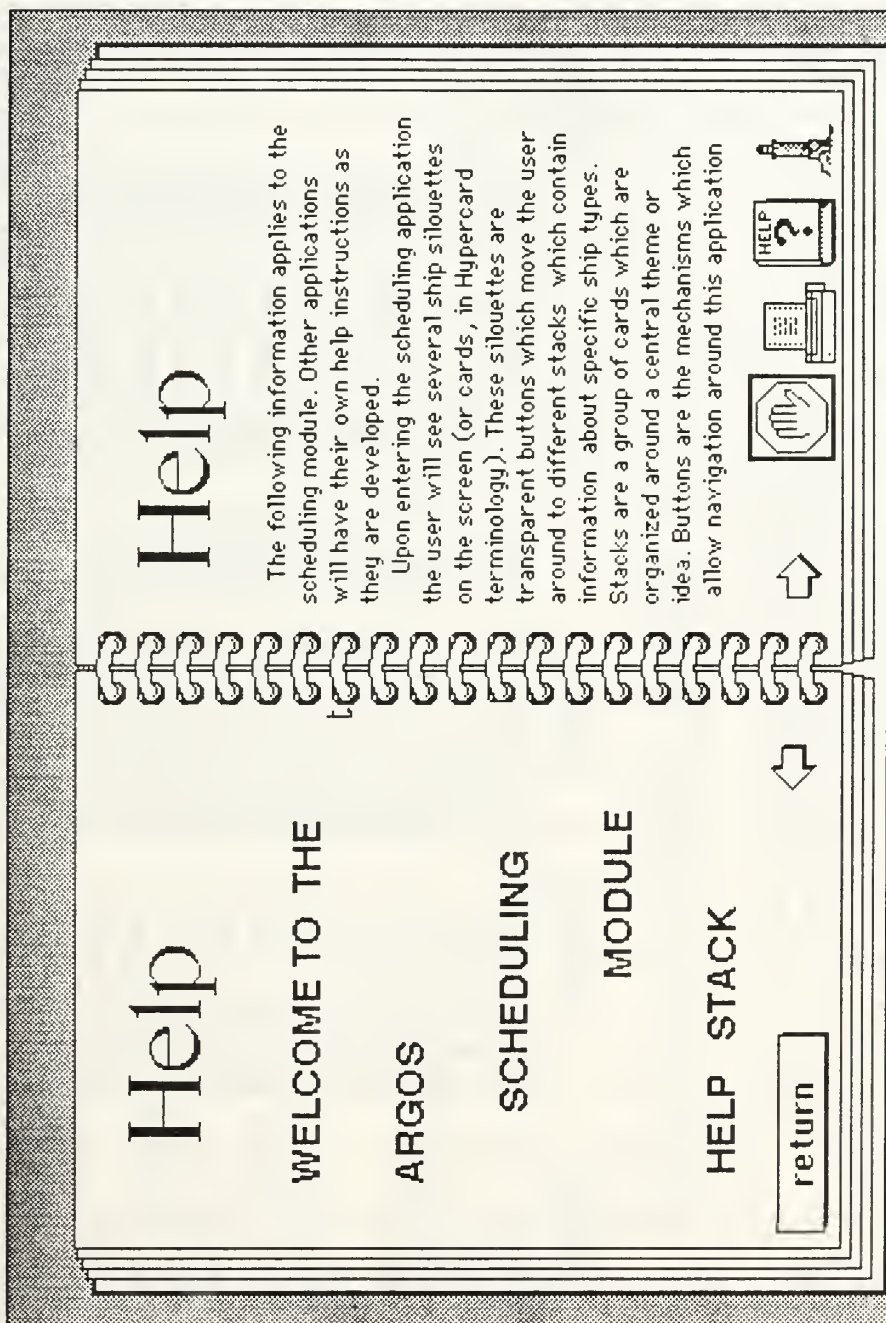 Help
WELCOME TO THE
ARGOS
SCHEDULING
MODULE
HELP STACK
return
Help
The following information applies to the
scheduling module. Other applications
will have their own help instructions as
they are developed.
Upon entering the scheduling application
the user will see several ship silouettes
on the screen (or cards, in Hypercard
terminology). These silouettes are
transparent buttons which move the user
around to different stacks which contain
information about specific ship types.
Stacks are a group of cards which are
organized around a central theme or
idea. Buttons are the mechanisms which
allow navigation around this application
HELP
?